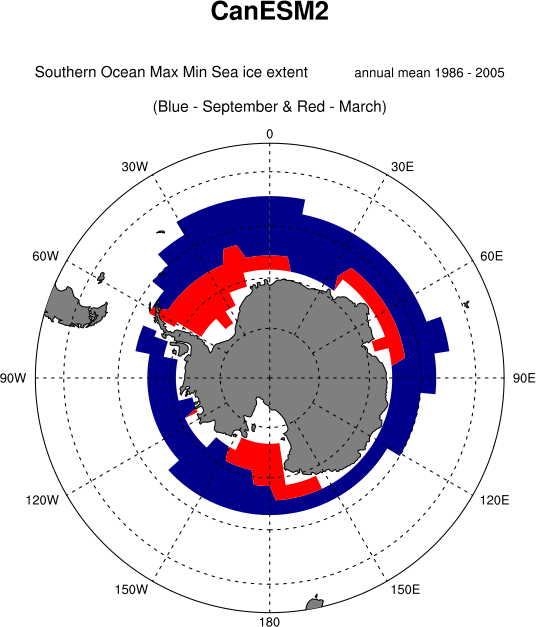 CanESM2
Southern Ocean Max Min Sea ice extent annual mean 1986 - 2005
(Blue - September & Red - March)
0
30W 30E
60W 60E
90W 90E
120W 120E
150W 150E
180